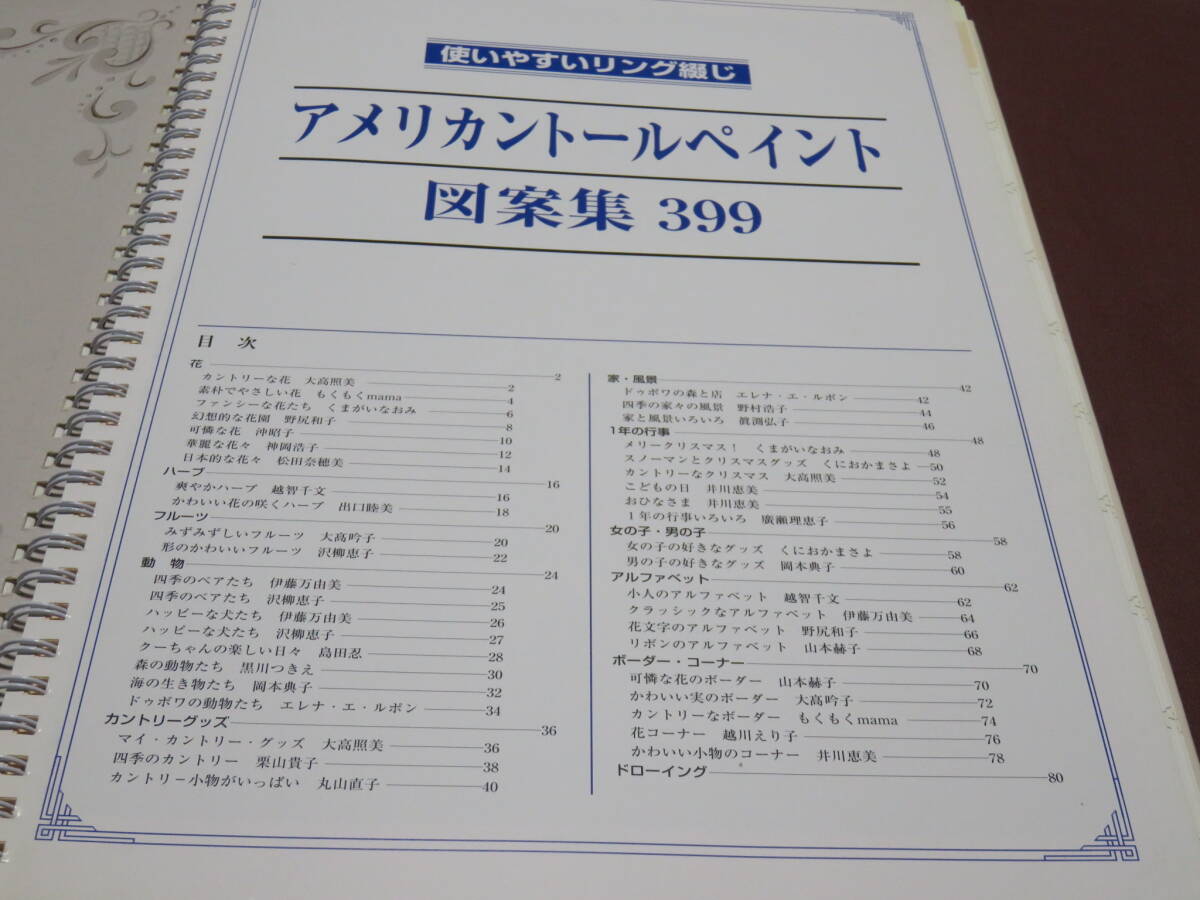 使いやすいリング綴じ
アメリカントールペイント
図案集 399
目 次
花 2
カントリーな花 大高照美 2
素朴でやさしい花 もくもくmama 4
ファンシーな花たち くまがいなおみ 6
幻想的な花園 野尻和子 8
可憐な花 沖昭子 10
華麗な花々 神岡浩子 12
日本的な花々 松田奈穂美 14
ハーブ 16
爽やかハーブ 越智千文 16
かわいい花の咲くハーブ 出口睦美 18
フルーツ 20
みずみずしいフルーツ 大高吟子 20
形のかわいいフルーツ 沢柳恵子 22
動 物 24
四季のベアたち 伊藤万由美 24
四季のベアたち 沢柳恵子 25
ハッピーな犬たち 伊藤万由美 26
ハッピーな犬たち 沢柳恵子 27
クーちゃんの楽しい日々 島田忍 28
森の動物たち 黒川つきえ 30
海の生き物たち 岡本典子 32
ドゥボワの動物たち エレナ・エ・ルボン 34
カントリーグッズ 36
マイ・カントリー・グッズ 大高照美 36
四季のカントリー 栗山貴子 38
カントリー小物がいっぱい 丸山直子 40
家・風景 42
ドゥボワの森と店 エレナ・エ・ルボン 42
四季の家々の風景 野村浩子 44
家と風景いろいろ 眞渕弘子 46
1年の行事 48
メリークリスマス! くまがいなおみ 48
スノーマンとクリスマスグッズ くにおかまさよ 50
カントリーなクリスマス 大高照美 52
こどもの日 井川恵美 54
おひなさま 井川恵美 55
1年の行事いろいろ 廣瀬理恵子 56
女の子・男の子 58
女の子の好きなグッズ くにおかまさよ 58
男の子の好きなグッズ 岡本典子 60
アルファベット 62
小人のアルファベット 越智千文 62
クラッシックなアルファベット 伊藤万由美 64
花文字のアルファベット 野尻和子 66
リボンのアルファベット 山本赫子 68
ボーダー・コーナー 70
可憐な花のボーダー 山本赫子 70
かわいい実のボーダー 大高吟子 72
カントリーなボーダー もくもくmama 74
花コーナー 越川えり子 76
かわいい小物のコーナー 井川恵美 78
ドローイング 80